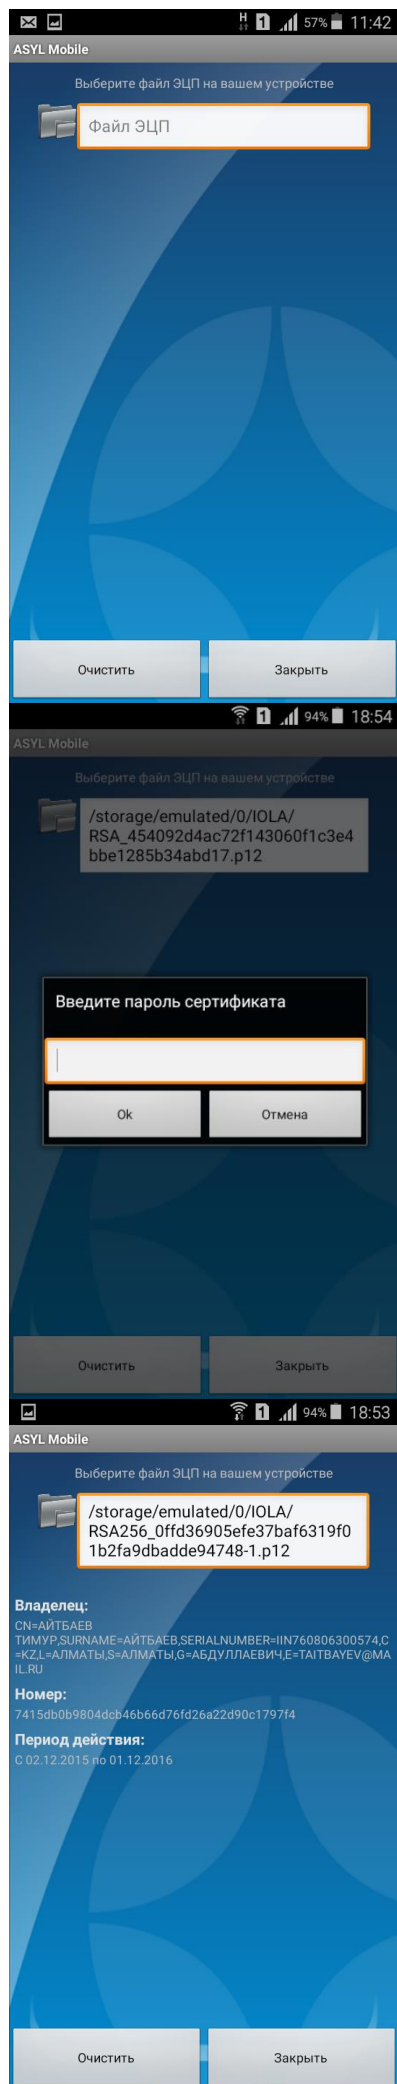 H 1 57% 11:42
ASYL Mobile
Выберите файл ЭЦП на вашем устройстве
Файл ЭЦП
Очистить Закрыть
1 94% 18:54
ASYL Mobile
Выберите файл ЭЦП на вашем устройстве
/storage/emulated/0/IOLA/
RSA_454092d4ac72f143060f1c3e4
bbe1285b34abd17.p12
Введите пароль сертификата
Ok Отмена
Очистить Закрыть
1 94% 18:53
ASYL Mobile
Выберите файл ЭЦП на вашем устройстве
/storage/emulated/0/IOLA/
RSA256_0ffd36905efe37baf6319f0
1b2fa9dbadde94748-1.p12
Владелец:
CN=АЙТБАЕВ
ТИМУР,SURNAME=АЙТБАЕВ,SERIALNUMBER=IIN760806300574,C
=KZ,L=АЛМАТЫ,S=АЛМАТЫ,G=АБДУЛЛАЕВИЧ,E=TAITBAYEV@MA
IL.RU
Номер:
7415db0b9804dcb46b66d76fd26a22d90c1797f4
Период действия:
С 02.12.2015 по 01.12.2016
Очистить Закрыть